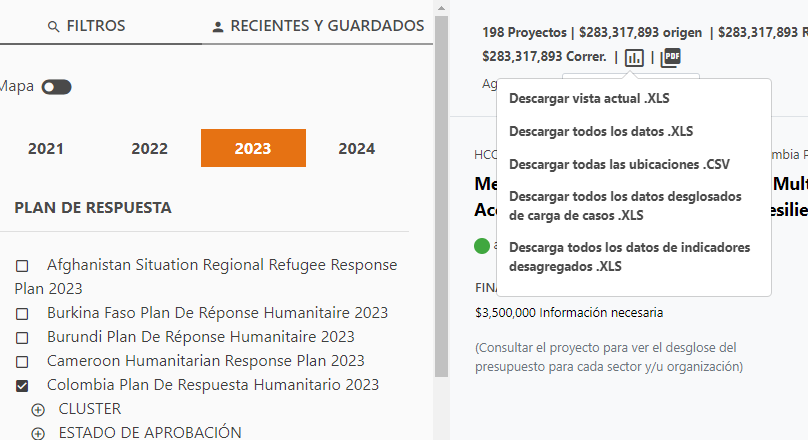 FILTROS
RECIENTES Y GUARDADOS
Mapa
2021 2022 2023 2024
PLAN DE RESPUESTA
Afghanistan Situation Regional Refugee Response
Plan 2023
Burkina Faso Plan De Réponse Humanitaire 2023
Burundi Plan De Réponse Humanitaire 2023
Cameroon Humanitarian Response Plan 2023
Colombia Plan De Respuesta Humanitario 2023
CLUSTER
ESTADO DE APROBACIÓN
198 Proyectos | $283,317,893 origen | $283,317,893 R
$283,317,893 Correr. | | PDF
Ag
Descargar vista actual .XLS
Descargar todos los datos .XLS
Descargar todas las ubicaciones .CSV
Descargar todos los datos desglosados
de carga de casos .XLS
Descarga todos los datos de indicadores
desagregados .XLS
HCO mbia P
Me Mult
Acc esilie
a
FINA
$3,500,000 Información necesaria
(Consultar el proyecto para ver el desglose del
presupuesto para cada sector y/u organización)